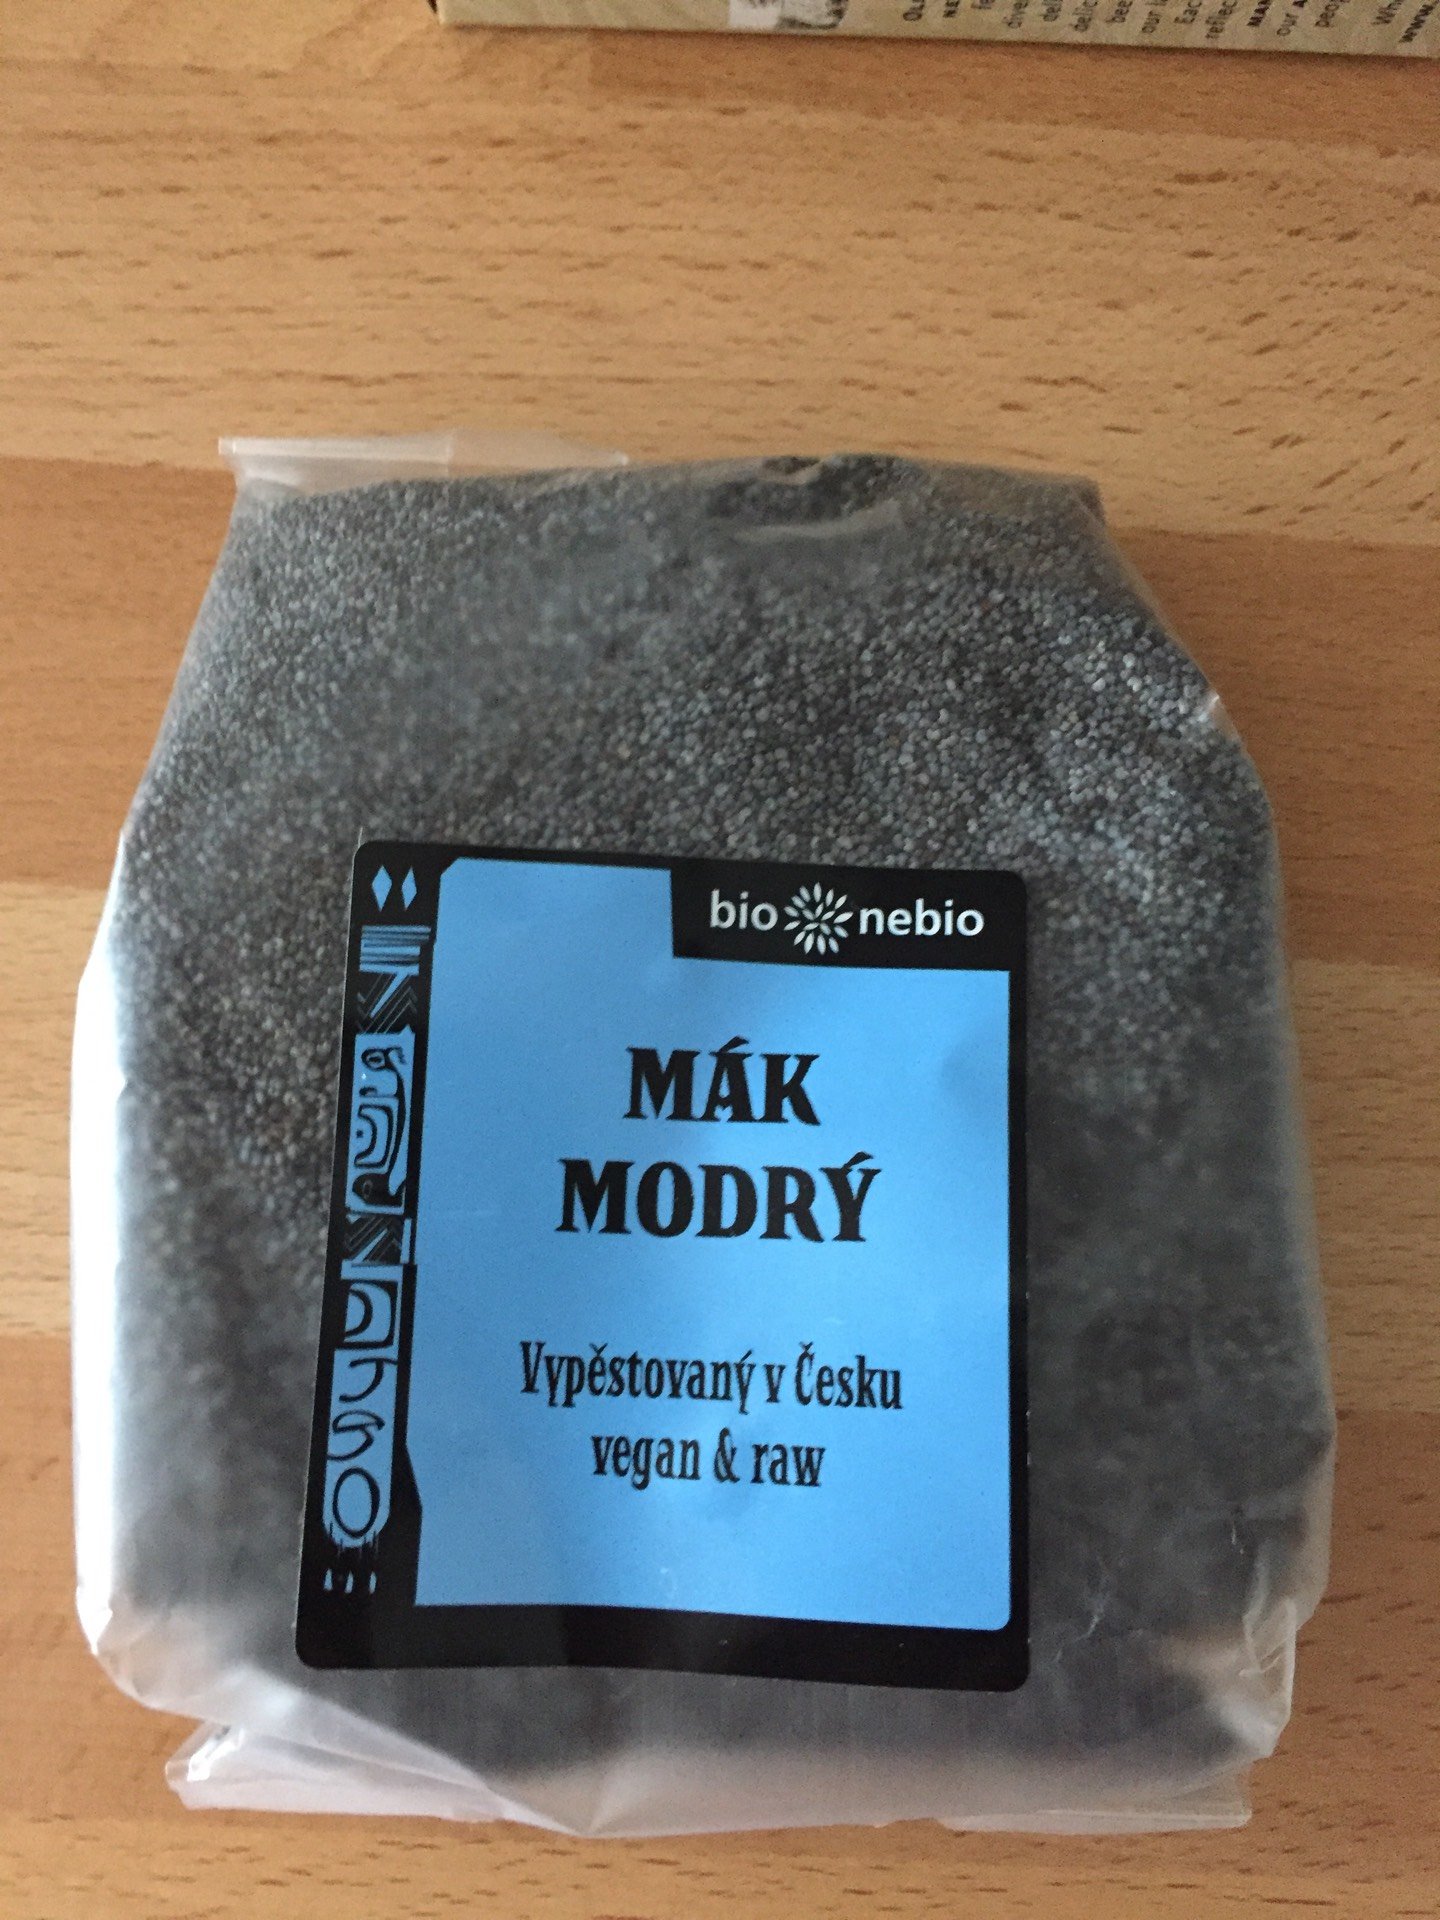 bio nebio
MÁK
MODRÝ
Vypěstovaný v Česku
vegan & raw